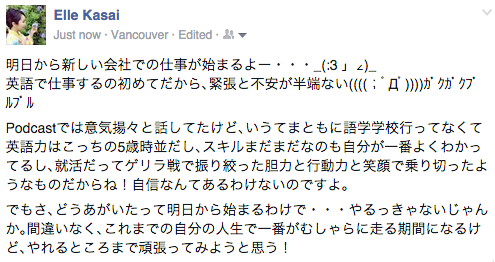 Elle Kasai
Just now · Vancouver · Edited ·
明日から新しい会社での仕事が始まるよー・・・_(:3 」∠)_
英語で仕事するの初めてだから、緊張と不安が半端ない((((；ﾟДﾟ))))ｶﾞｸｶﾞｸﾌﾞ
ﾙﾌﾞﾙ
Podcastでは意気揚々と話してたけど、いうてまともに語学学校行ってなくて
英語力はこっちの5歳時並だし、スキルまだまだなのも自分が一番よくわかっ
てるし、就活だってゲリラ戦で振り絞った胆力と行動力と笑顔で乗り切ったよ
うなものだからね！自信なんてあるわけないのですよ。
でもさ、どうあがいたって明日から始まるわけで・・・やるっきゃないじゃん
か。間違いなく、これまでの自分の人生で一番がむしゃらに走る期間になるけ
ど、やれるところまで頑張ってみようと思う！